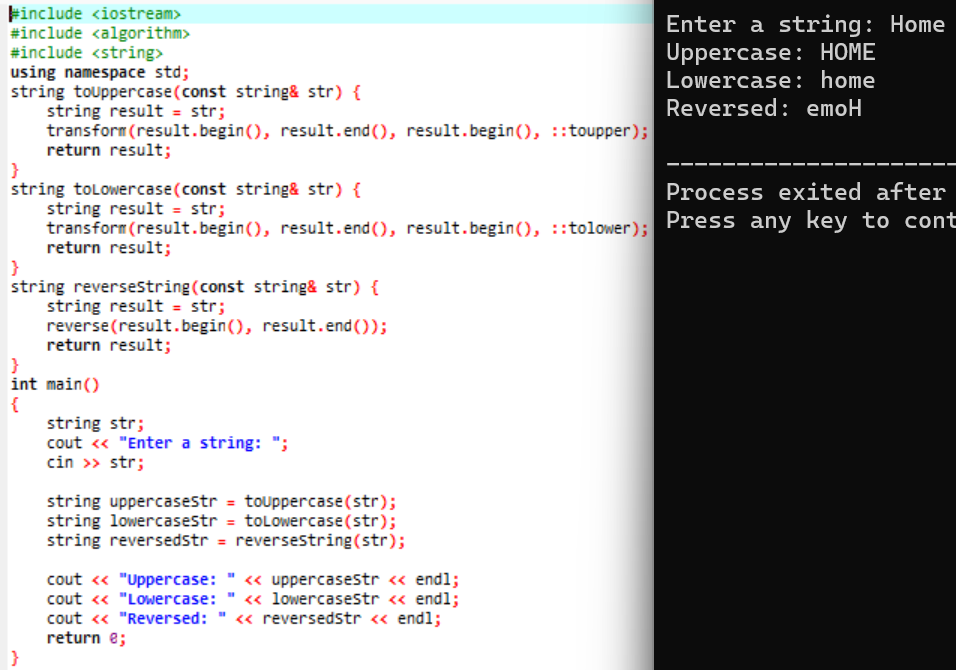 #include <iostream>
#include <algorithm>
#include <string>
using namespace std;
string toUppercase(const string& str) {
    string result = str;
    transform(result.begin(), result.end(), result.begin(), ::toupper);
    return result;
}
string toLowercase(const string& str) {
    string result = str;
    transform(result.begin(), result.end(), result.begin(), ::tolower);
    return result;
}
string reverseString(const string& str) {
    string result = str;
    reverse(result.begin(), result.end());
    return result;
}
int main()
{
    string str;
    cout << "Enter a string: ";
    cin >> str;

    string uppercaseStr = toUppercase(str);
    string lowercaseStr = toLowercase(str);
    string reversedStr = reverseString(str);

    cout << "Uppercase: " << uppercaseStr << endl;
    cout << "Lowercase: " << lowercaseStr << endl;
    cout << "Reversed: " << reversedStr << endl;
    return 0;
}
Enter a string: Home
Uppercase: HOME
Lowercase: home
Reversed: emoH

---------------------
Process exited after
Press any key to cont